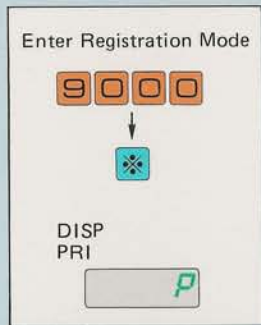 Enter Registration Mode
9000
↓
※
DISP
PRI
P